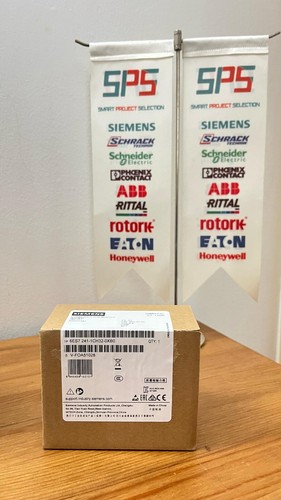 SPS
SMART PROJECT SELECTION
SIEMENS
SCHRACK
TECHNIK
Schneider
Electric
PHOENIX
CONTACT
ABB
RITTAL
rotork
EATON
Honeywell
SPS
SMART PROJECT SELECTION
SIEMENS
SCHRACK
TECHNIK
Schneider
Electric
PHOENIX
CONTACT
ABB
RITTAL
rotork
EATON
Honeywell
SIEMENS
6ES7 241-1CH32-0XB0
QTY: 1
support.industry.siemens.com
Made in China